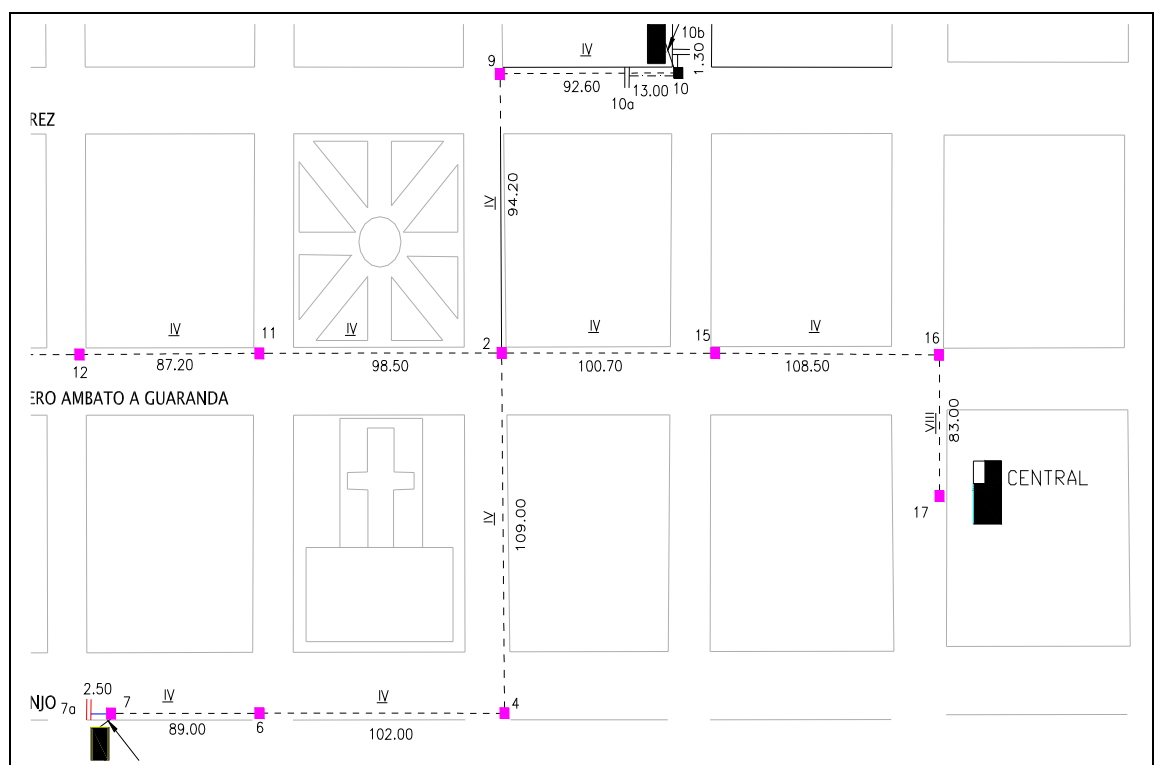 10b
IV
9
1.30
92.60
13.00
10
10a
REZ
IV
94.20
IV
IV
IV
IV
11
2
15
16
12
87.20
98.50
100.70
108.50
ERO AMBATO A GUARANDA
VIII
83.00
CENTRAL
17
IV
109.00
2.50
NJO
7a
7
IV
IV
4
89.00
6
102.00